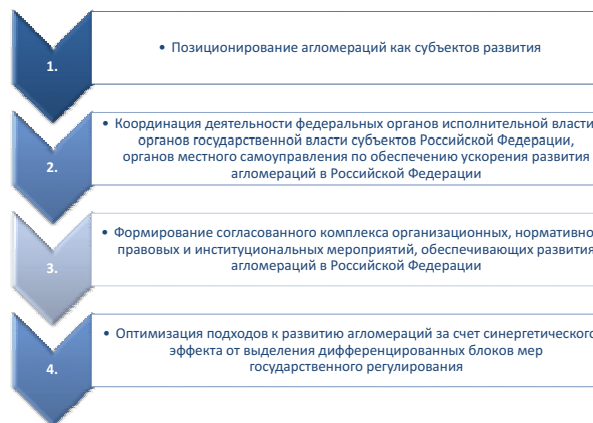 1.
• Позиционирование агломераций как субъектов развития
2.
• Координация деятельности федеральных органов исполнительной власти
органов государственной власти субъектов Российской Федерации,
органов местного самоуправления по обеспечению ускорения развития
агломераций в Российской Федерации
3.
• Формирование согласованного комплекса организационных, нормативно
правовых и институциональных мероприятий, обеспечивающих развития
агломераций в Российской Федерации
4.
• Оптимизация подходов к развитию агломераций за счет синергетического
эффекта от выделения дифференцированных блоков мер
государственного регулирования